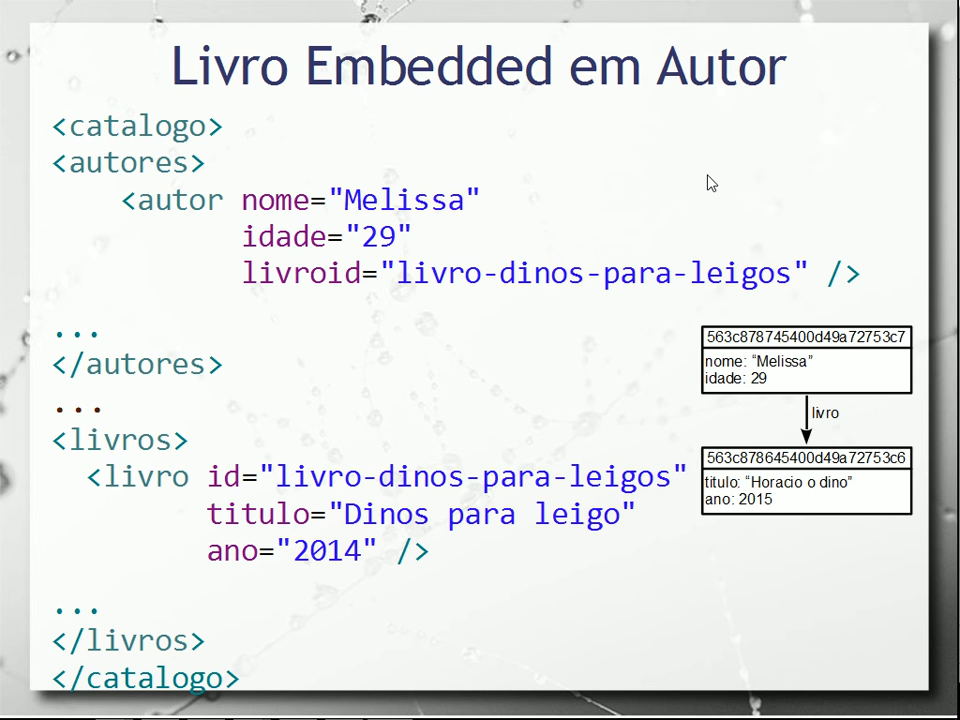 Livro Embedded em Autor
<catalogo>
<autores>
<autor nome="Melissa"
idade="29"
livroid="livro-dinos-para-leigos" />
...
</autores>
...
<livros>
<livro id="livro-dinos-para-leigos"
titulo="Dinos para leigo"
ano="2014" />
...
</livros>
</catalogo>
563c878745400d49a72753c7
nome: “Melissa”
idade: 29
livro
563c878645400d49a72753c6
titulo: “Horacio o dino”
ano: 2015